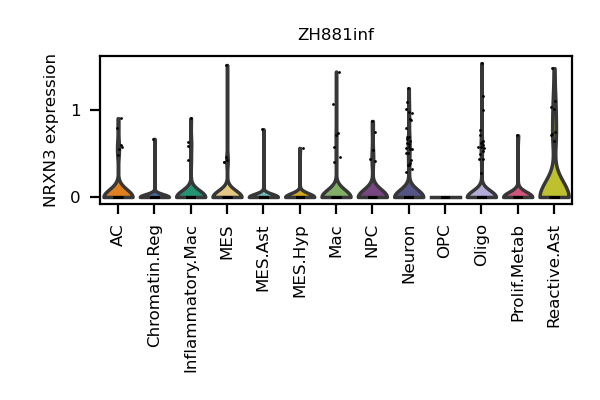 ZH881inf
NRXN3 expression
1
0
AC
Chromatin.Reg
Inflammatory.Mac
MES
MES.Ast
MES.Hyp
Mac
NPC
Neuron
OPC
Oligo
Prolif.Metab
Reactive.Ast